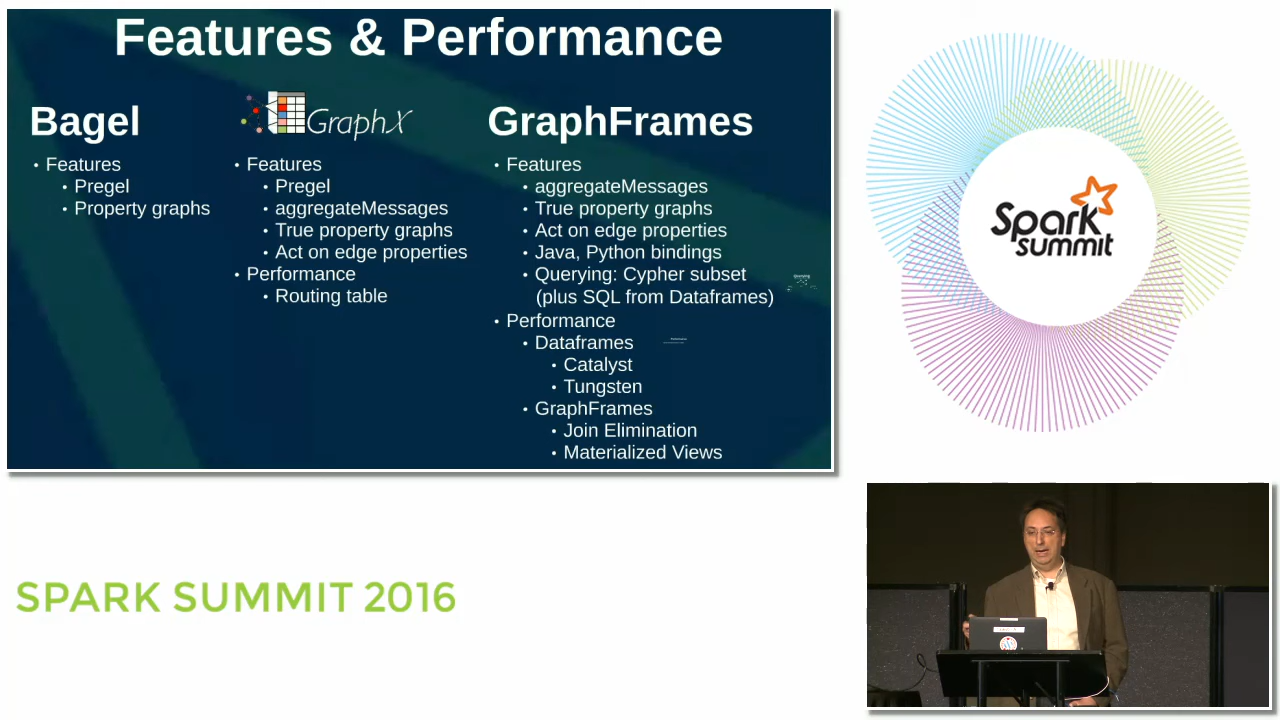 Features & Performance
Bagel
• Features
• Pregel
• Property graphs
GraphX
• Features
• Pregel
• aggregateMessages
• True property graphs
• Act on edge properties
• Performance
• Routing table
GraphFrames
• Features
• aggregateMessages
• True property graphs
• Act on edge properties
• Java, Python bindings
• Querying: Cypher subset
(plus SQL from Dataframes)
• Performance
• Dataframes
• Catalyst
• Tungsten
• GraphFrames
• Join Elimination
• Materialized Views
Spark
summit
SPARK SUMMIT 2016